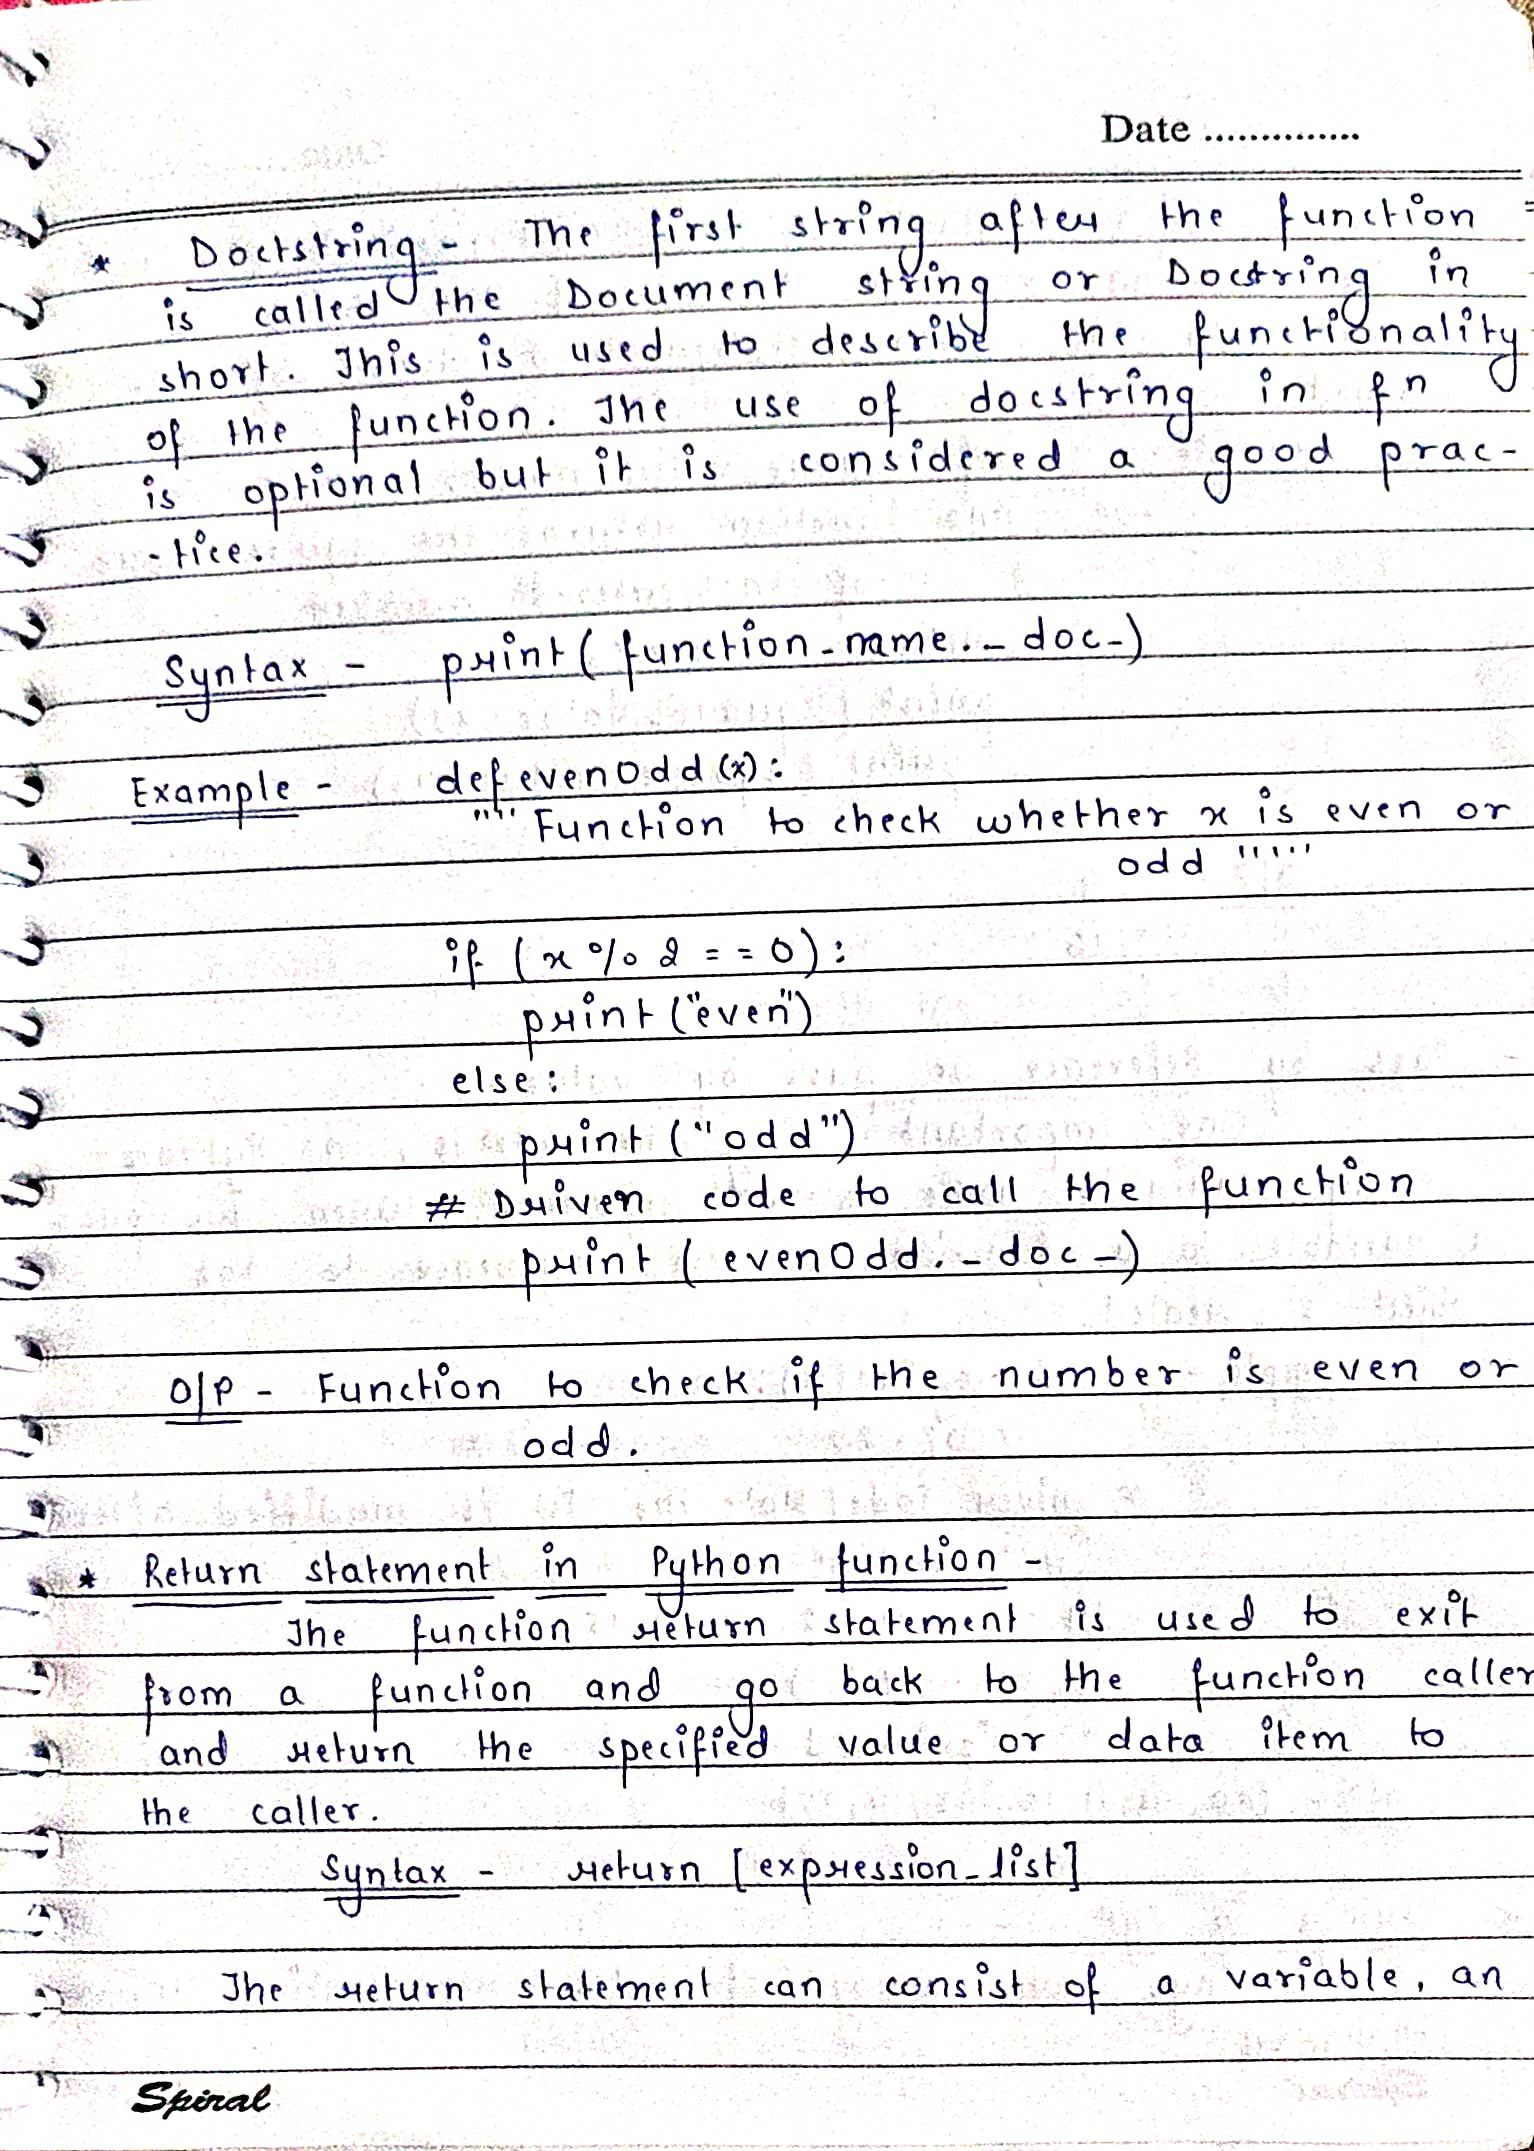 Date ..............
* Doctstring - The first string after the function
is called the Document string or Docstring in
short. This is used to describe the functionality
of the function. The use of docstring in fn
is optional but it is considered a good prac-
-tice.
Syntax - print( function_name._doc_)
Example - def evenOdd (x):
""" Function to check whether x is even or
odd """
if (x % 2 == 0):
print ("even")
else:
print ("odd")
# Driven code to call the function
print ( evenOdd._doc_)
O/P - Function to check if the number is even or
odd.
* Return statement in Python function -
The function return statement is used to exit
from a function and go back to the function caller
and return the specified value or data item to
the caller.
Syntax - return [expression_list]
The return statement can consist of a variable, an
Spiral